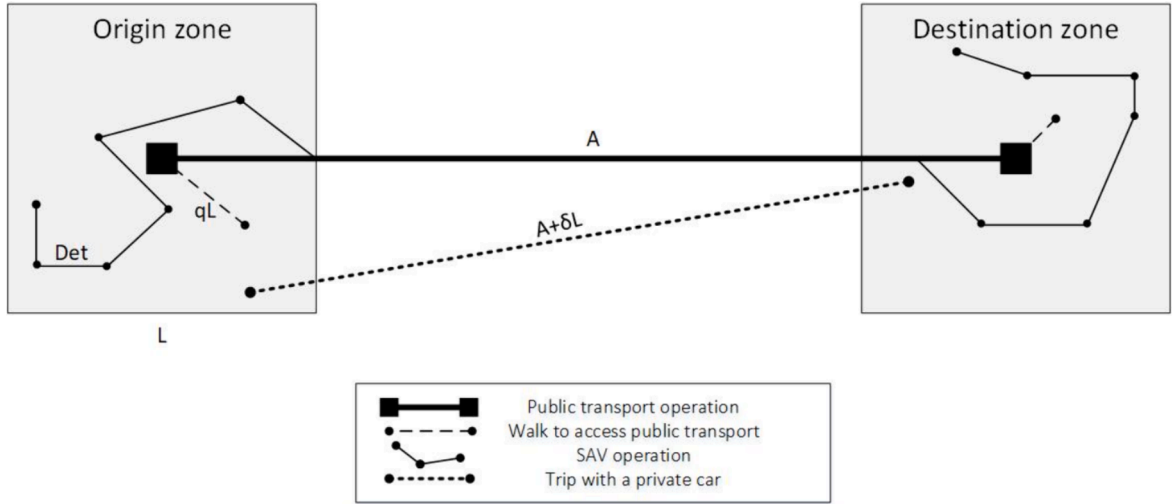 Origin zone
Destination zone
A
qL
A+δL
Det
L
Public transport operation
Walk to access public transport
SAV operation
Trip with a private car